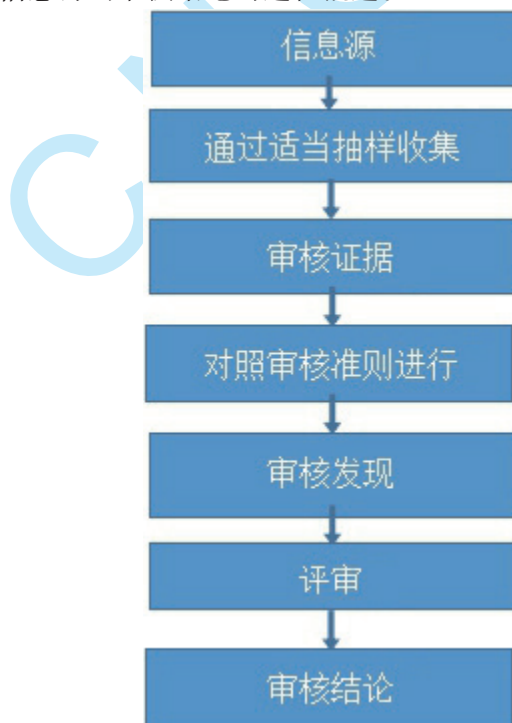 信息源
通过适当抽样收集
审核证据
对照审核准则进行
审核发现
评审
审核结论